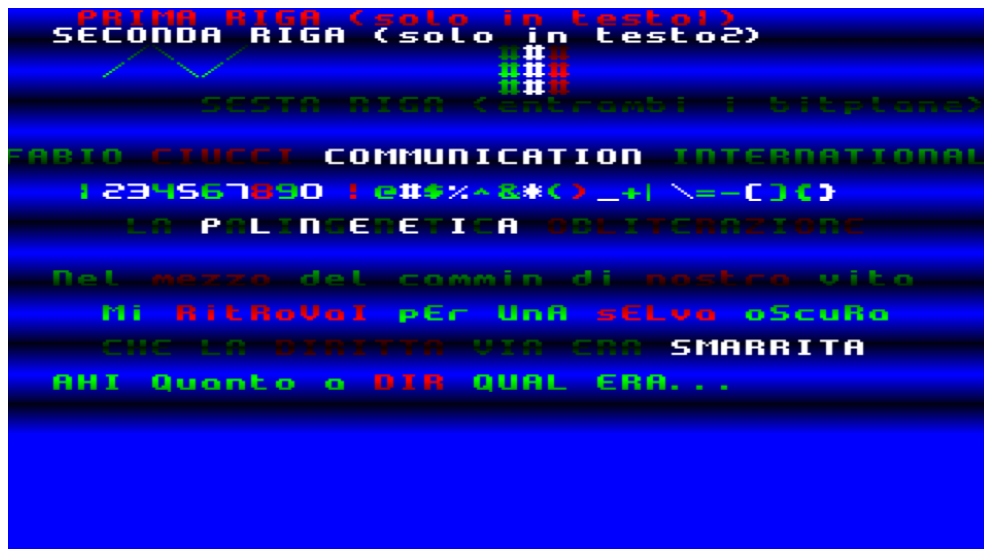 PRIMA RIGA (solo in testo1)
SECONDA RIGA (solo in testo2)
/\ /   ###
/  \/   ###
###
SESTA RIGA (entrambi i bitplane)
FABIO CIUCCI COMMUNICATION INTERNATIONAL
1234567890 !@#$%^&*()_+| \=-[]{}
LA PALINGENETICA OBLITERAZIONE
Nel mezzo del cammin di nostra vita
Mi RitRoVaI pEr UnA sELva oScuRa
CHE LA DIRITTA VIA ERA SMARRITA
AHI Quanto a DIR QUAL ERA...